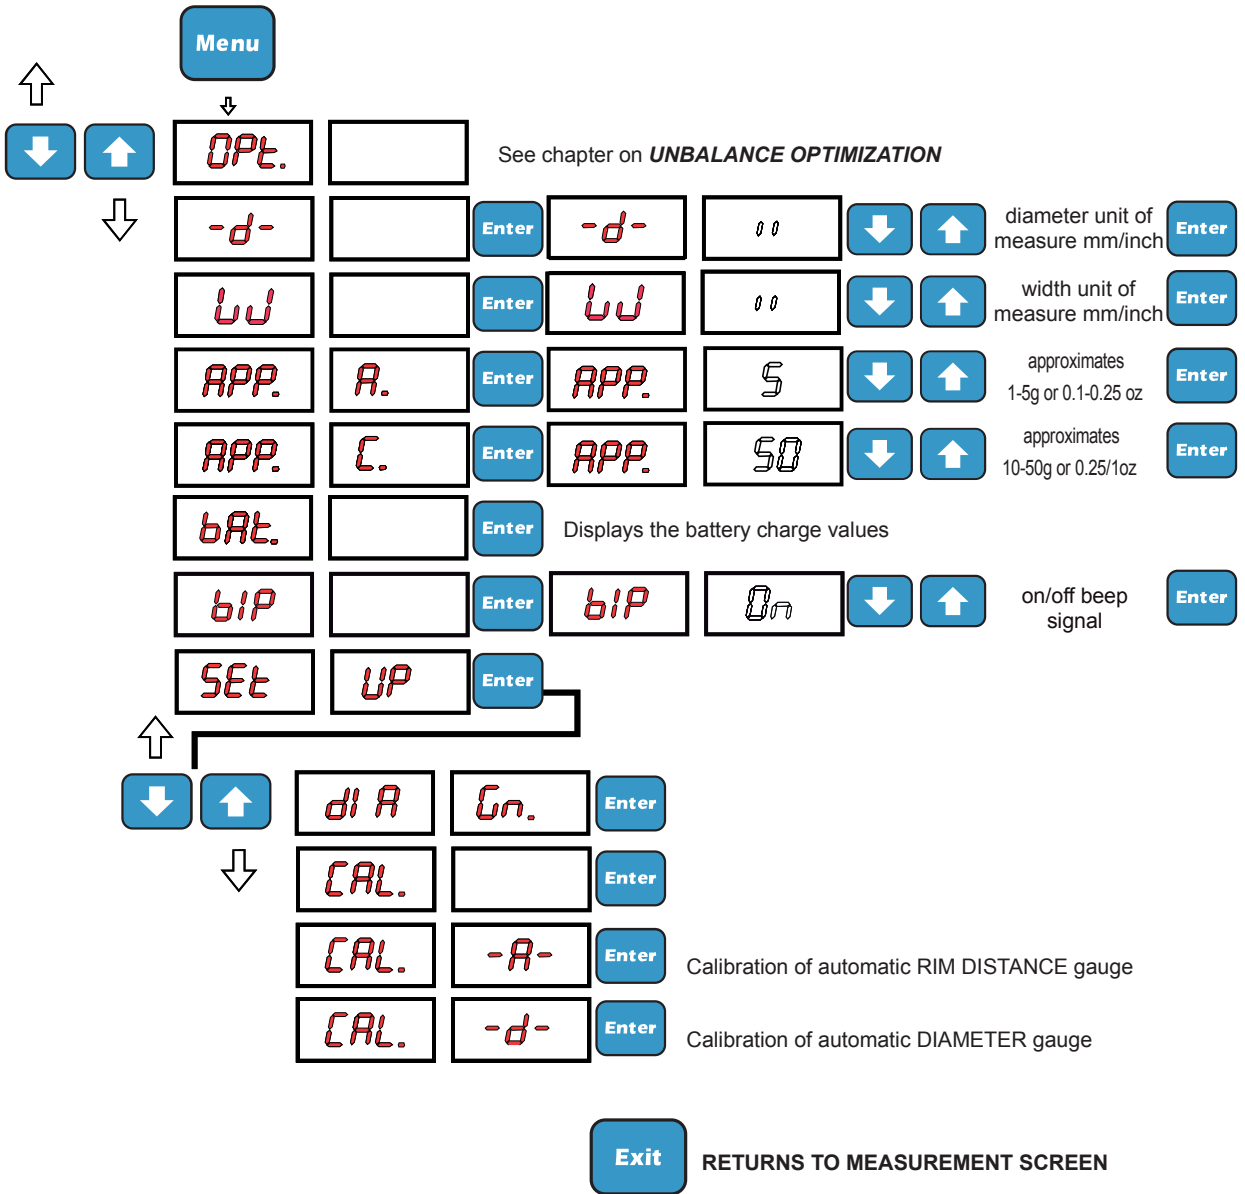 Menu
OPt.
See chapter on UNBALANCE OPTIMIZATION
-d- Enter -d- '' diameter unit of
measure mm/inch Enter
W Enter W '' width unit of
measure mm/inch Enter
APP. A. Enter APP. 5 approximates
1-5g or 0.1-0.25 oz Enter
APP. C. Enter APP. 50 approximates
10-50g or 0.25/1oz Enter
bAt. Enter Displays the battery charge values
biP Enter biP On on/off beep
signal Enter
SEt UP Enter
dI A Gn. Enter
CAL. Enter
CAL. -A- Enter Calibration of automatic RIM DISTANCE gauge
CAL. -d- Enter Calibration of automatic DIAMETER gauge
Exit RETURNS TO MEASUREMENT SCREEN